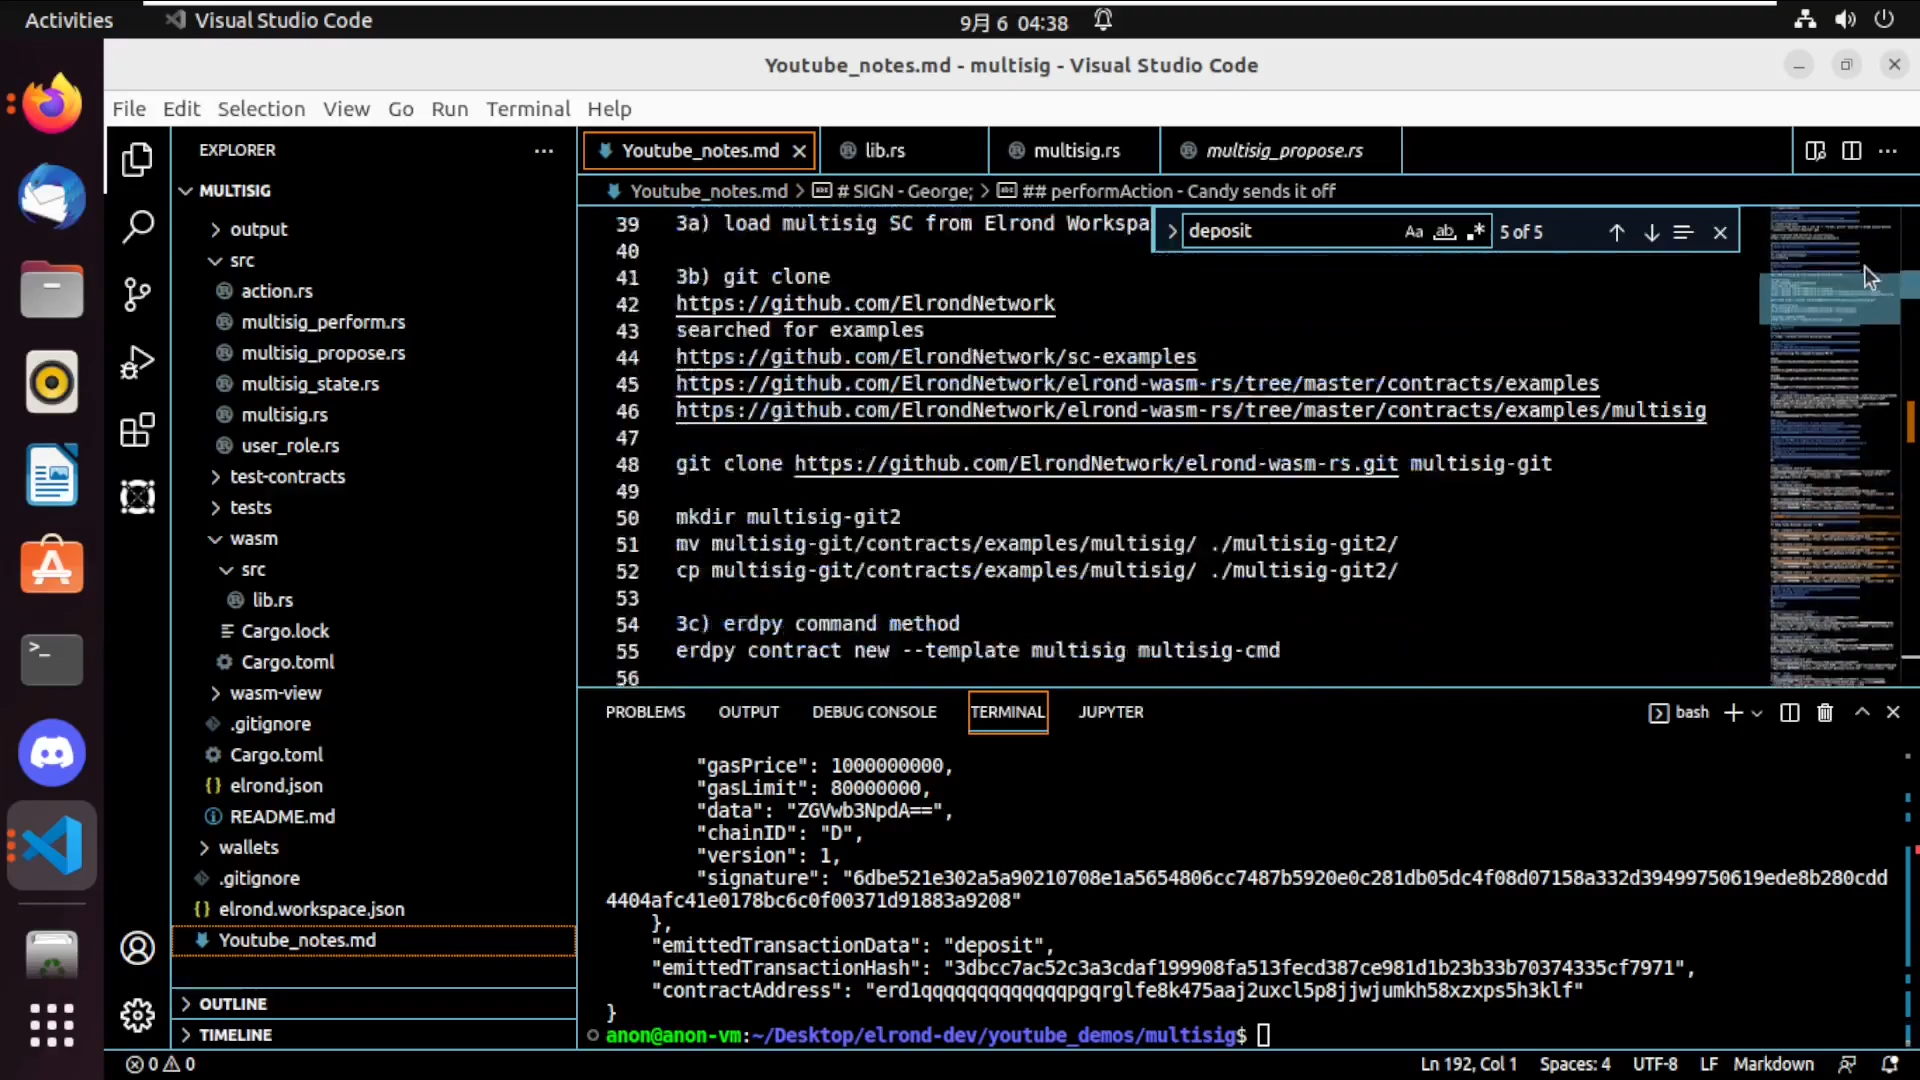 Activities
Visual Studio Code
9月 6 04:38
Youtube_notes.md - multisig - Visual Studio Code
File Edit Selection View Go Run Terminal Help
EXPLORER
MULTISIG
output
src
action.rs
multisig_perform.rs
multisig_propose.rs
multisig_state.rs
multisig.rs
user_role.rs
test-contracts
tests
wasm
src
lib.rs
Cargo.lock
Cargo.toml
wasm-view
.gitignore
Cargo.toml
elrond.json
README.md
wallets
.gitignore
elrond.workspace.json
Youtube_notes.md
OUTLINE
TIMELINE
Youtube_notes.md
lib.rs
multisig.rs
multisig_propose.rs
Youtube_notes.md > # SIGN - George; > ## performAction - Candy sends it off
deposit
Aa ab .* 5 of 5
39 3a) load multisig SC from Elrond Workspa
40
41 3b) git clone
42 https://github.com/ElrondNetwork
43 searched for examples
44 https://github.com/ElrondNetwork/sc-examples
45 https://github.com/ElrondNetwork/elrond-wasm-rs/tree/master/contracts/examples
46 https://github.com/ElrondNetwork/elrond-wasm-rs/tree/master/contracts/examples/multisig
47
48 git clone https://github.com/ElrondNetwork/elrond-wasm-rs.git multisig-git
49
50 mkdir multisig-git2
51 mv multisig-git/contracts/examples/multisig/ ./multisig-git2/
52 cp multisig-git/contracts/examples/multisig/ ./multisig-git2/
53
54 3c) erdpy command method
55 erdpy contract new --template multisig multisig-cmd
56
PROBLEMS OUTPUT DEBUG CONSOLE TERMINAL JUPYTER
bash
"gasPrice": 1000000000,
"gasLimit": 80000000,
"data": "ZGVwb3NpdA==",
"chainID": "D",
"version": 1,
"signature": "6dbe521e302a5a90210708e1a5654806cc7487b5920e0c281db05dc4f08d07158a332d39499750619ede8b280cdd
4404afc41e0178bc6c0f00371d91883a9208"
},
"emittedTransactionData": "deposit",
"emittedTransactionHash": "3dbcc7ac52c3a3cdaf199908fa513fecd387ce981d1b23b33b70374335cf7971",
"contractAddress": "erd1qqqqqqqqqqqqqpgqrglfe8k475aaj2uxcl5p8jjwjumkh58xzxps5h3klf"
}
anon@anon-vm:~/Desktop/elrond-dev/youtube_demos/multisig$
0 0
Ln 192, Col 1 Spaces: 4 UTF-8 LF Markdown